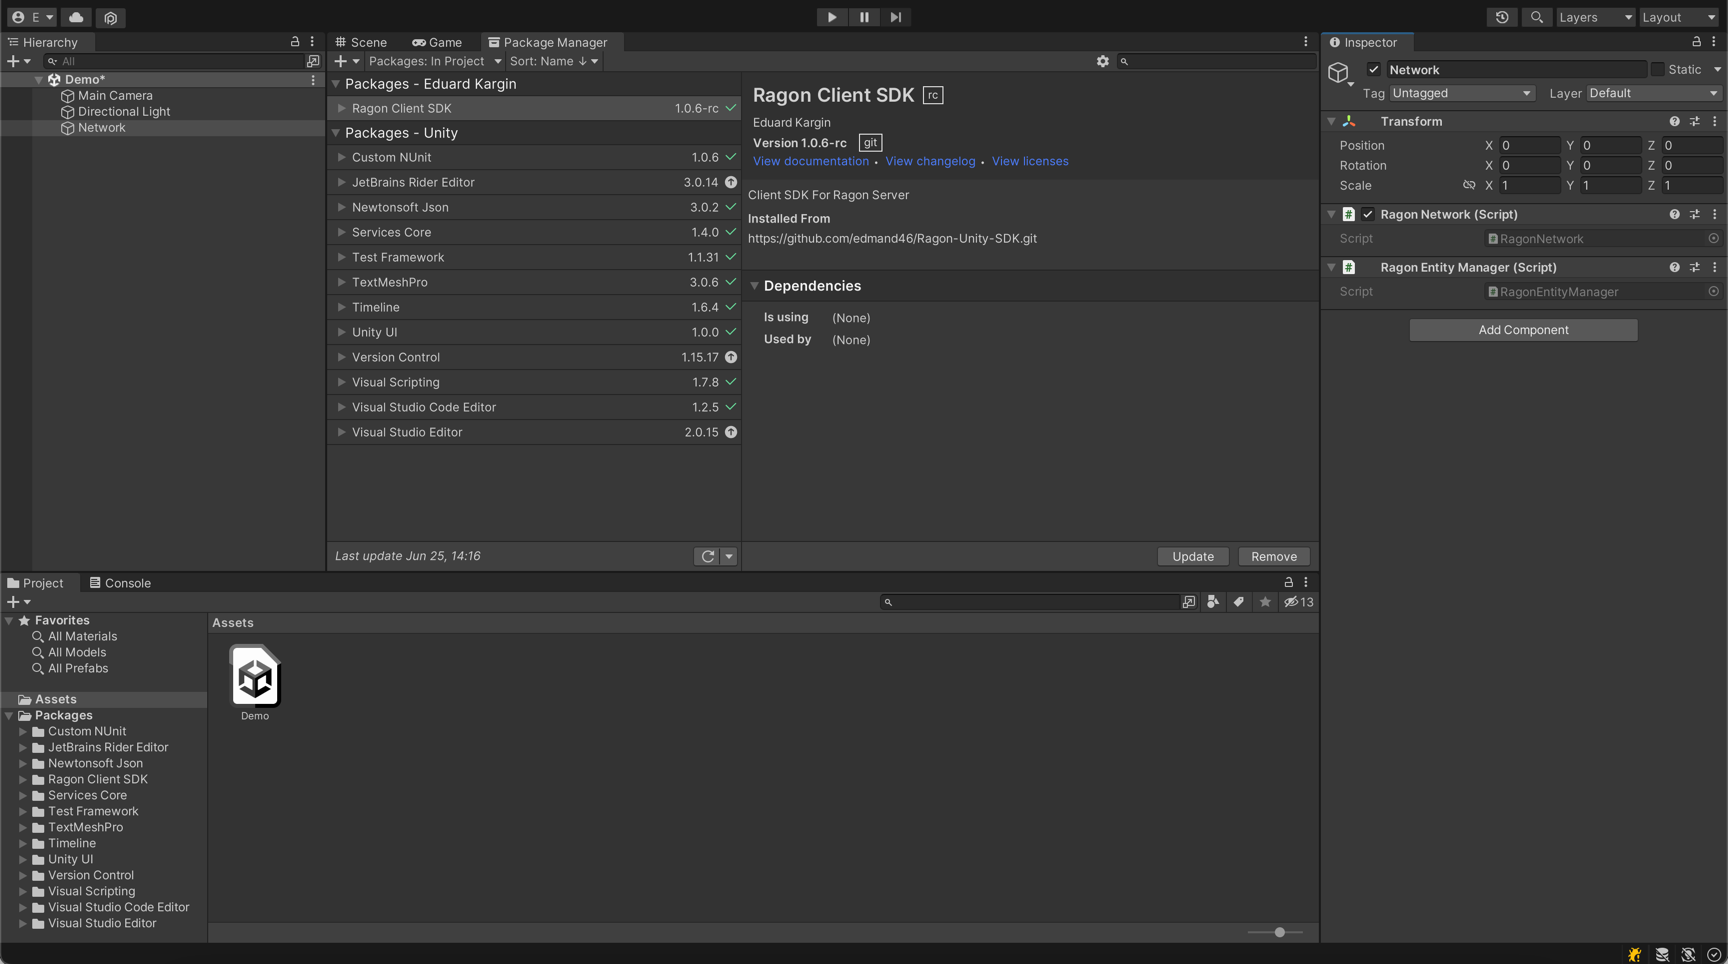 E
Layers
Layout
Hierarchy
All
Demo*
Main Camera
Directional Light
Network
Scene
Game
Package Manager
Packages: In Project
Sort: Name ↓
Packages - Eduard Kargin
Ragon Client SDK 1.0.6-rc
Packages - Unity
Custom NUnit 1.0.6
JetBrains Rider Editor 3.0.14
Newtonsoft Json 3.0.2
Services Core 1.4.0
Test Framework 1.1.31
TextMeshPro 3.0.6
Timeline 1.6.4
Unity UI 1.0.0
Version Control 1.15.17
Visual Scripting 1.7.8
Visual Studio Code Editor 1.2.5
Visual Studio Editor 2.0.15
Last update Jun 25, 14:16
Ragon Client SDK rc
Eduard Kargin
Version 1.0.6-rc git
View documentation • View changelog • View licenses
Client SDK For Ragon Server
Installed From
https://github.com/edmand46/Ragon-Unity-SDK.git
Dependencies
Is using (None)
Used by (None)
Update
Remove
Inspector
Network
Static
Tag Untagged
Layer Default
Transform
Position X 0 Y 0 Z 0
Rotation X 0 Y 0 Z 0
Scale X 1 Y 1 Z 1
# Ragon Network (Script)
Script # RagonNetwork
# Ragon Entity Manager (Script)
Script # RagonEntityManager
Add Component
Project
Console
13
Favorites
All Materials
All Models
All Prefabs
Assets
Packages
Custom NUnit
JetBrains Rider Editor
Newtonsoft Json
Ragon Client SDK
Services Core
Test Framework
TextMeshPro
Timeline
Unity UI
Version Control
Visual Scripting
Visual Studio Code Editor
Visual Studio Editor
Assets
Demo